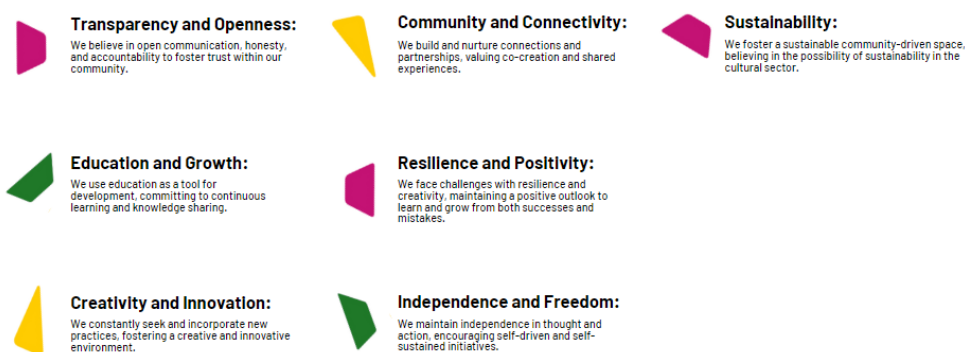 Transparency and Openness:
We believe in open communication, honesty,
and accountability to foster trust within our
community.
Community and Connectivity:
We build and nurture connections and
partnerships, valuing co-creation and shared
experiences.
Sustainability:
We foster a sustainable community-driven space,
believing in the possibility of sustainability in the
cultural sector.
Education and Growth:
We use education as a tool for
development, committing to continuous
learning and knowledge sharing.
Resilience and Positivity:
We face challenges with resilience and
creativity, maintaining a positive outlook to
learn and grow from both successes and
mistakes.
Creativity and Innovation:
We constantly seek and incorporate new
practices, fostering a creative and innovative
environment.
Independence and Freedom:
We maintain independence in thought and
action, encouraging self-driven and self-
sustained initiatives.